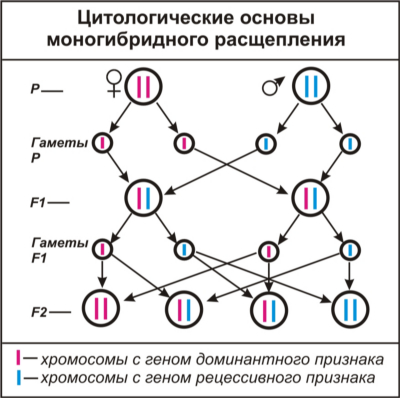 Цитологические основы
моногибридного расщепления
P
Гаметы
P
F1
Гаметы
F1
F2
— хромосомы с геном доминантного признака
— хромосомы с геном рецессивного признака